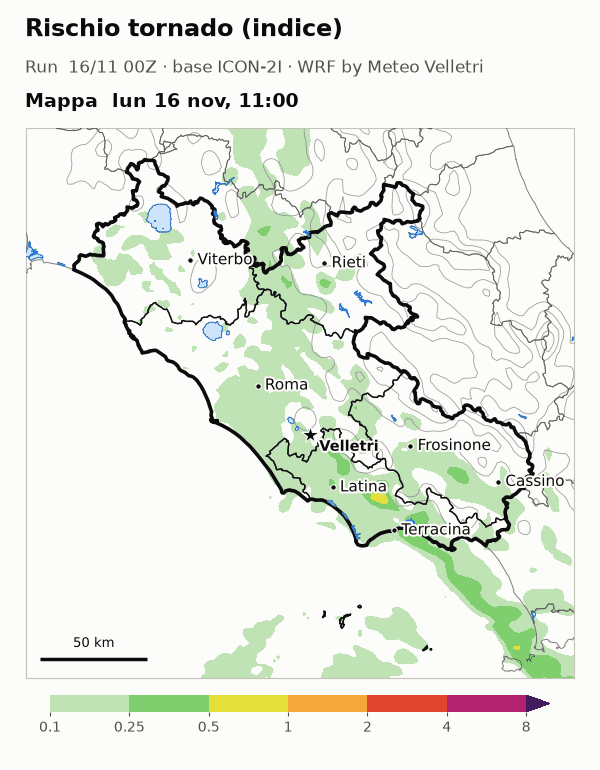 Rischio tornado (indice)
Run  16/11 00Z · base ICON-2I · WRF by Meteo Velletri
Mappa  lun 16 nov, 11:00
Viterbo
Rieti
Roma
Velletri
Frosinone
Cassino
Latina
Terracina
50 km
0.1 0.25 0.5 1 2 4 8